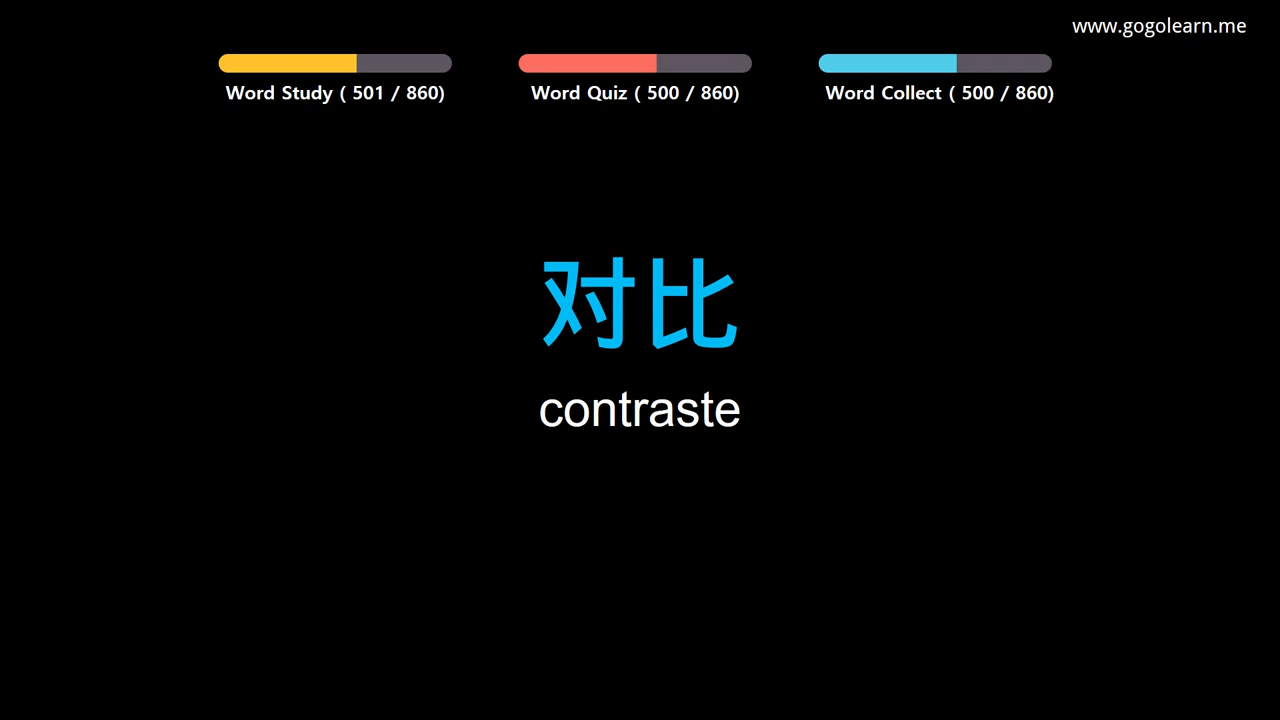 www.gogolearn.me
Word Study ( 501 / 860)
Word Quiz ( 500 / 860)
Word Collect ( 500 / 860)
对比
contraste